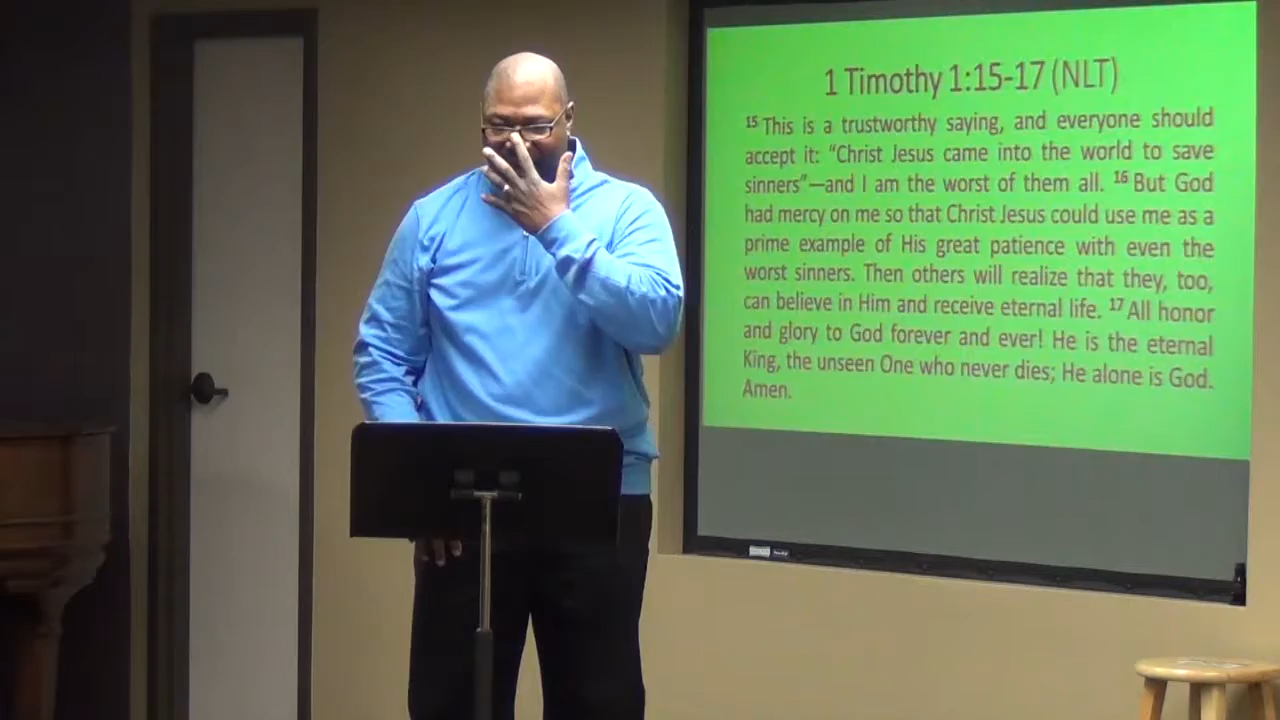 1 Timothy 1:15-17 (NLT)
15 This is a trustworthy saying, and everyone should
accept it: “Christ Jesus came into the world to save
sinners”—and I am the worst of them all. 16 But God
had mercy on me so that Christ Jesus could use me as a
prime example of His great patience with even the
worst sinners. Then others will realize that they, too,
can believe in Him and receive eternal life. 17 All honor
and glory to God forever and ever! He is the eternal
King, the unseen One who never dies; He alone is God.
Amen.